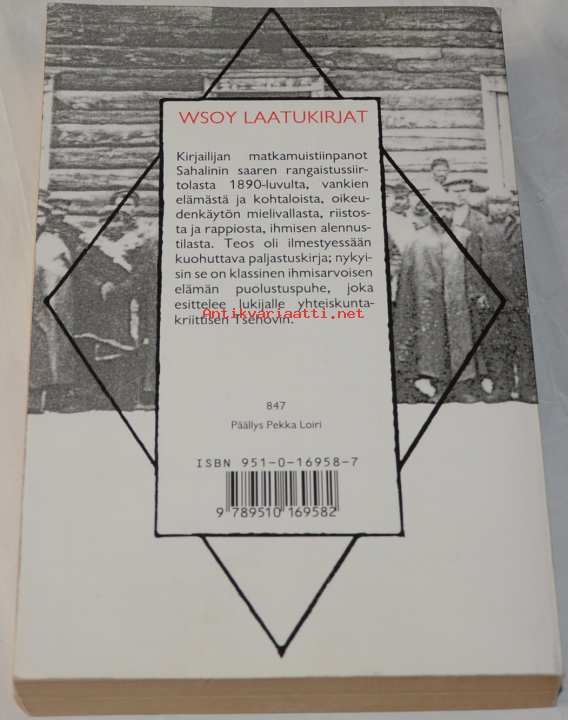 WSOY LAATUKIRJAT
Kirjailijan matkamuistiinpanot
Sahalinin saaren rangaistussiir-
tolasta 1890-luvulta, vankien
elämästä ja kohtaloista, oikeu-
denkäytön mielivallasta, riistos-
ta ja rappiosta, ihmisen alennus-
tilasta. Teos oli ilmestyessään
kuohuttava paljastuskirja; nykyi-
sin se on klassinen ihmisarvoisen
elämän puolustuspuhe, joka
esittelee lukijalle yhteiskunta-
Antikvariaatti.net
kriittisen Tšehovin.
847
Päällys Pekka Loiri
ISBN 951-0-16958-7
9 789510 169582